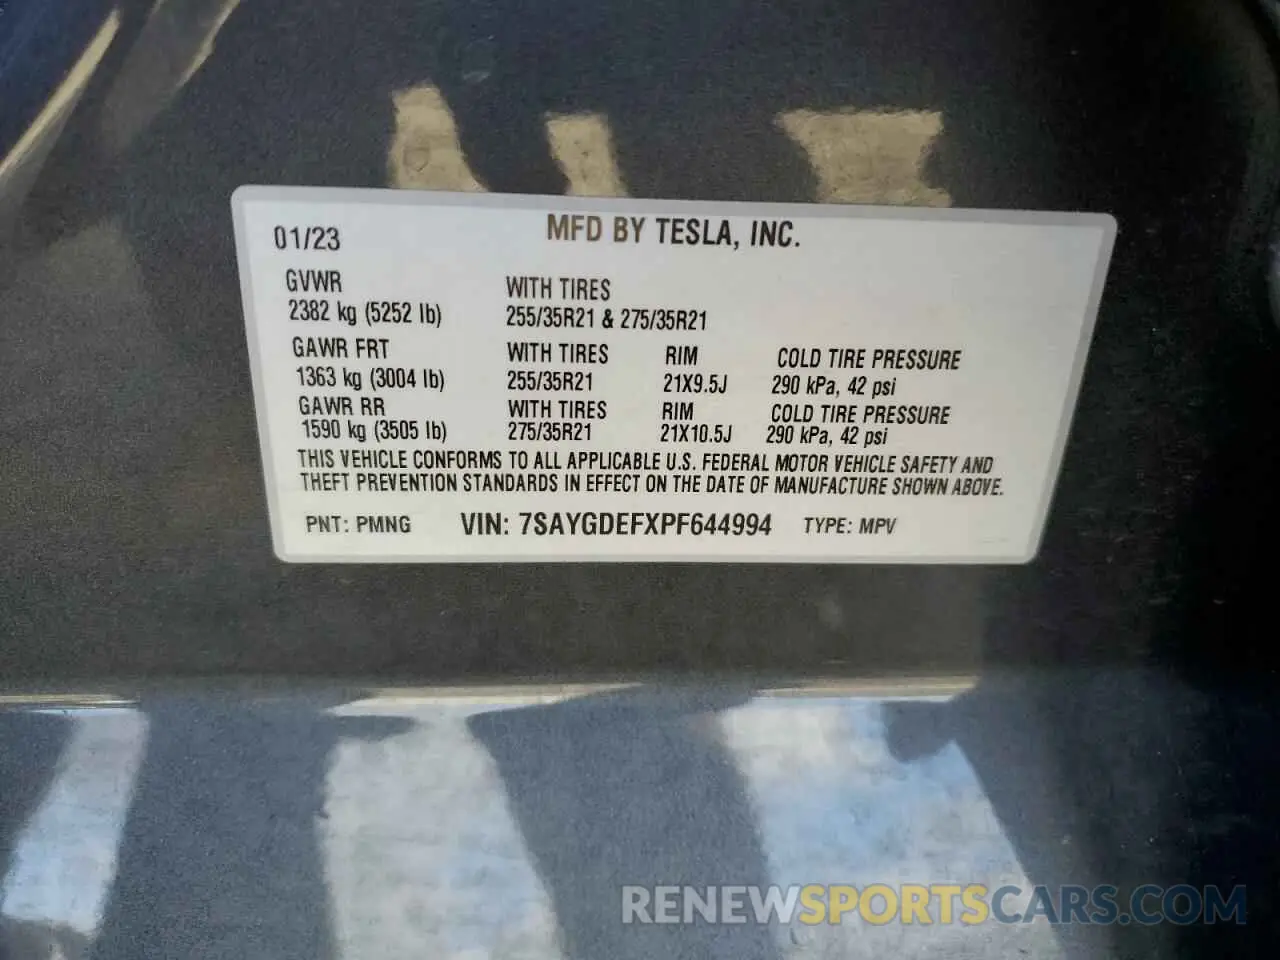 01/23 MFD BY TESLA, INC.
GVWR WITH TIRES
2382 kg (5252 lb) 255/35R21 & 275/35R21
GAWR FRT WITH TIRES RIM COLD TIRE PRESSURE
1363 kg (3004 lb) 255/35R21 21X9.5J 290 kPa, 42 psi
GAWR RR WITH TIRES RIM COLD TIRE PRESSURE
1590 kg (3505 lb) 275/35R21 21X10.5J 290 kPa, 42 psi
THIS VEHICLE CONFORMS TO ALL APPLICABLE U.S. FEDERAL MOTOR VEHICLE SAFETY AND
THEFT PREVENTION STANDARDS IN EFFECT ON THE DATE OF MANUFACTURE SHOWN ABOVE.
PNT: PMNG VIN: 7SAYGDEFXPF644994 TYPE: MPV
RENEWSPORTSCARS.COM